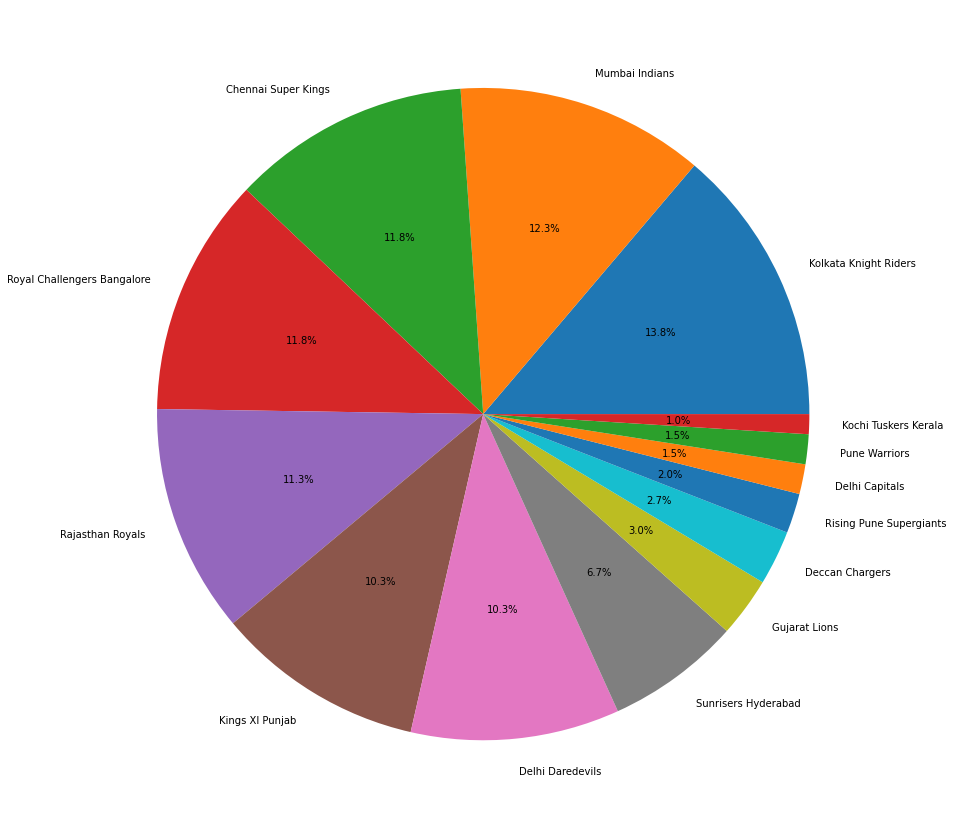 Mumbai Indians
Chennai Super Kings
12.3%
11.8%
Kolkata Knight Riders
Royal Challengers Bangalore
13.8%
11.8%
1.0%
Kochi Tuskers Kerala
1.5%
Pune Warriors
1.5%
2.0%
Delhi Capitals
11.3%
2.7%
Rising Pune Supergiants
3.0%
Rajasthan Royals
6.7%
Deccan Chargers
10.3%
10.3%
Gujarat Lions
Sunrisers Hyderabad
Kings XI Punjab
Delhi Daredevils